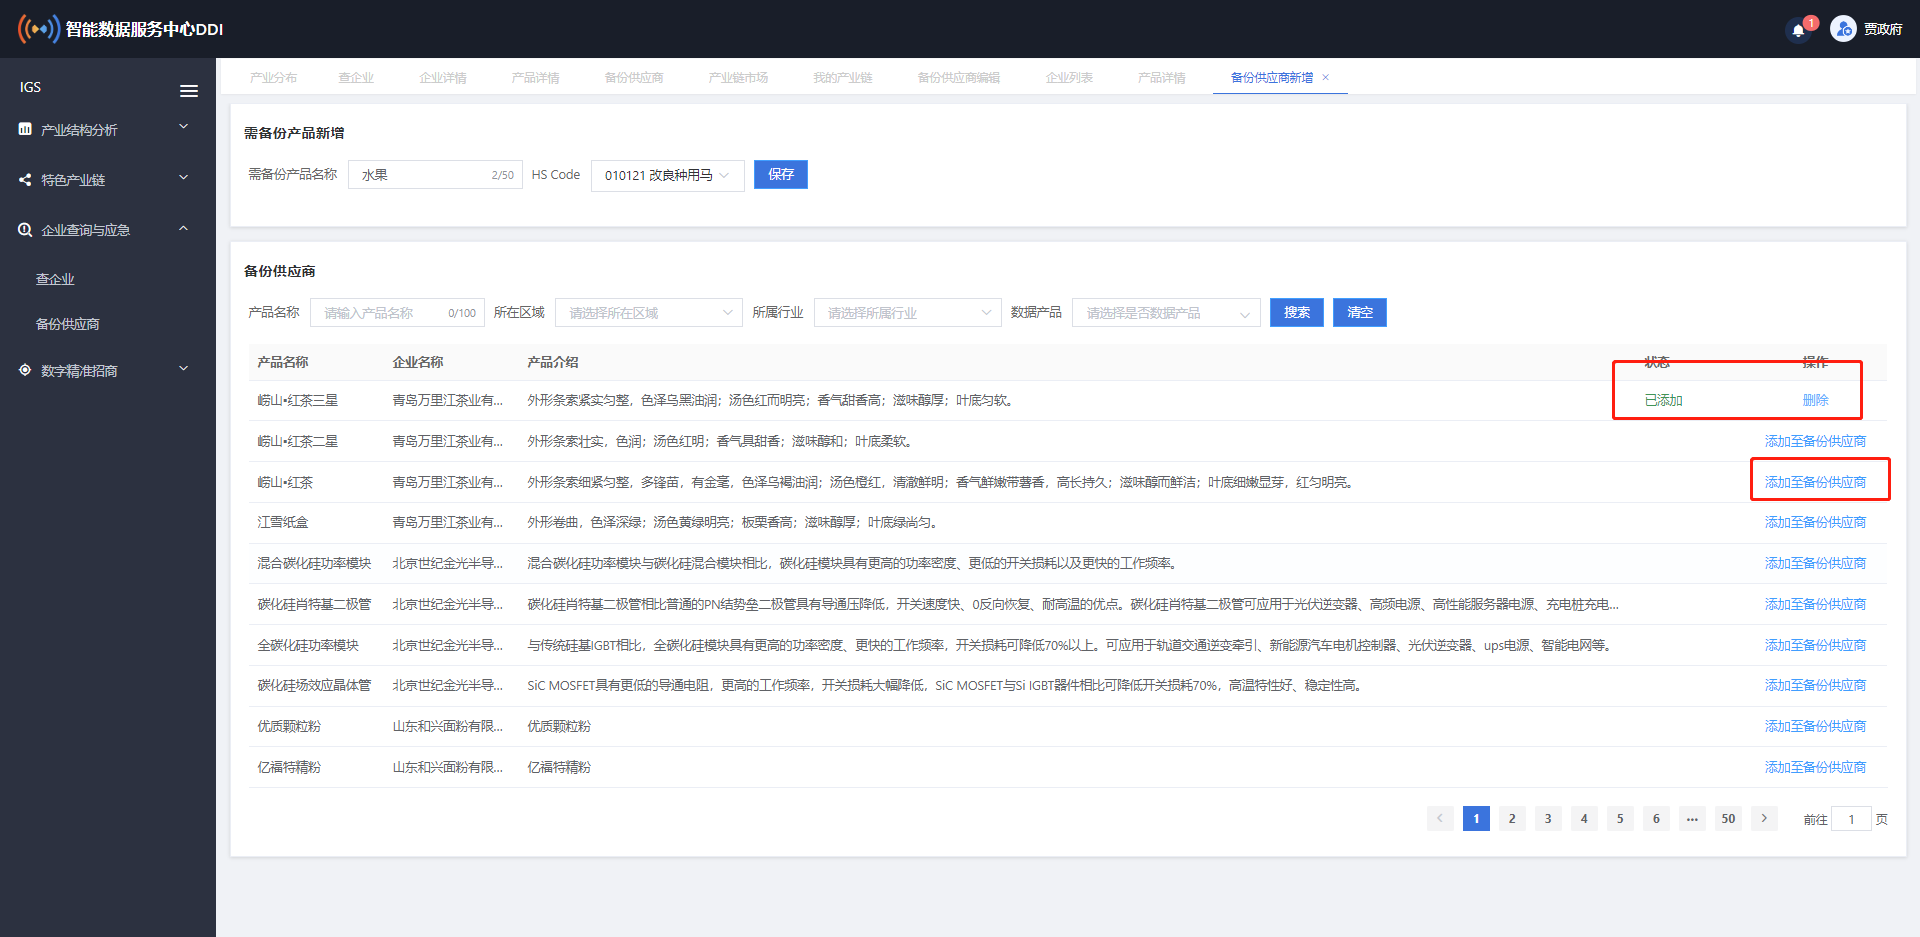 智能数据服务中心DDI
1
贾政府
IGS
产业结构分析
特色产业链
企业查询与应急
查企业
备份供应商
数字精准招商
产业分布 查企业 企业详情 产品详情 备份供应商 产业链市场 我的产业链 备份供应商编辑 企业列表 产品详情 备份供应商新增 ×
需备份产品新增
需备份产品名称 水果 2/50 HS Code 010121 改良种用马 保存
备份供应商
产品名称 请输入产品名称 0/100 所在区域 请选择所在区域 所属行业 请选择所属行业 数据产品 请选择是否数据产品 搜索 清空
产品名称 企业名称 产品介绍 状态 操作
崂山•红茶三星 青岛万里江茶业有... 外形条索紧实匀整，色泽乌黑油润；汤色红而明亮；香气甜香高；滋味醇厚；叶底匀软。 已添加 删除
崂山•红茶二星 青岛万里江茶业有... 外形条索壮实，色润；汤色红明；香气具甜香；滋味醇和；叶底柔软。 添加至备份供应商
崂山•红茶 青岛万里江茶业有... 外形条索细紧匀整，多锋苗，有金毫，色泽乌褐油润；汤色橙红，清澈鲜明；香气鲜嫩带薯香，高长持久；滋味醇而鲜洁；叶底细嫩显芽，红匀明亮。 添加至备份供应商
江雪纸盒 青岛万里江茶业有... 外形卷曲，色泽深绿；汤色黄绿明亮；板栗香高；滋味醇厚；叶底绿尚匀。 添加至备份供应商
混合碳化硅功率模块 北京世纪金光半导... 混合碳化硅功率模块与碳化硅混合模块相比，碳化硅模块具有更高的功率密度、更低的开关损耗以及更快的工作频率。 添加至备份供应商
碳化硅肖特基二极管 北京世纪金光半导... 碳化硅肖特基二极管相比普通的PN结势垒二极管具有导通压降低，开关速度快、0反向恢复、耐高温的优点。碳化硅肖特基二极管可应用于光伏逆变器、高频电源、高性能服务器电源、充电桩充电... 添加至备份供应商
全碳化硅功率模块 北京世纪金光半导... 与传统硅基IGBT相比，全碳化硅模块具有更高的功率密度、更快的工作频率，开关损耗可降低70%以上。可应用于轨道交通逆变牵引、新能源汽车电机控制器、光伏逆变器、ups电源、智能电网等。 添加至备份供应商
碳化硅场效应晶体管 北京世纪金光半导... SiC MOSFET具有更低的导通电阻，更高的工作频率，开关损耗大幅降低，SiC MOSFET与Si IGBT器件相比可降低开关损耗70%，高温特性好、稳定性高。 添加至备份供应商
优质颗粒粉 山东和兴面粉有限... 优质颗粒粉 添加至备份供应商
亿福特精粉 山东和兴面粉有限... 亿福特精粉 添加至备份供应商
1 2 3 4 5 6 ••• 50 前往 1 页